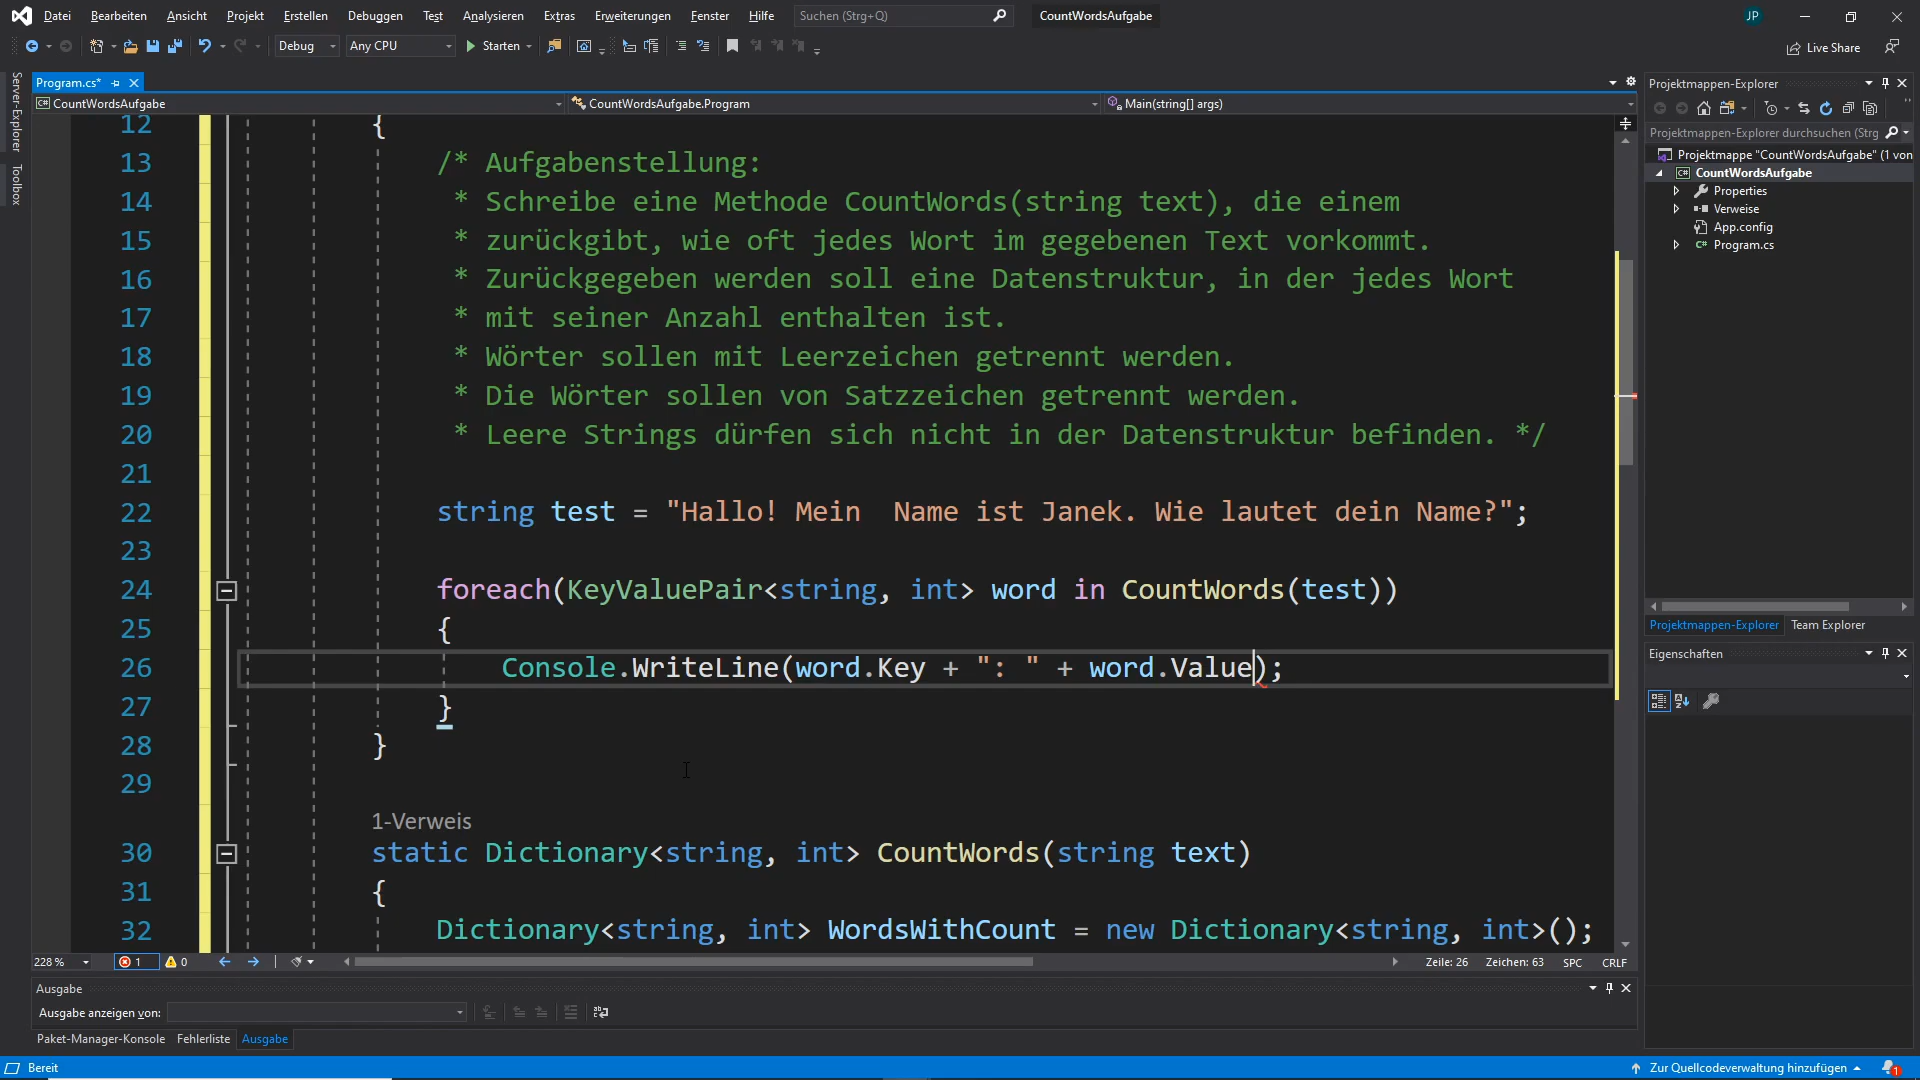 Datei Bearbeiten Ansicht Projekt Erstellen Debuggen Test Analysieren Extras Erweiterungen Fenster Hilfe Suchen (Strg+Q) CountWordsAufgabe JP
Debug Any CPU Starten Live Share
Server-Explorer
Toolbox
Program.cs*
CountWordsAufgabe CountWordsAufgabe.Program Main(string[] args)
12 {
13 /* Aufgabenstellung:
14 * Schreibe eine Methode CountWords(string text), die einem
15 * zurückgibt, wie oft jedes Wort im gegebenen Text vorkommt.
16 * Zurückgegeben werden soll eine Datenstruktur, in der jedes Wort
17 * mit seiner Anzahl enthalten ist.
18 * Wörter sollen mit Leerzeichen getrennt werden.
19 * Die Wörter sollen von Satzzeichen getrennt werden.
20 * Leere Strings dürfen sich nicht in der Datenstruktur befinden. */
21
22 string test = "Hallo! Mein  Name ist Janek. Wie lautet dein Name?";
23
24 foreach(KeyValuePair<string, int> word in CountWords(test))
25 {
26 Console.WriteLine(word.Key + ": " + word.Value);
27 }
28 }
29
1-Verweis
30 static Dictionary<string, int> CountWords(string text)
31 {
32 Dictionary<string, int> WordsWithCount = new Dictionary<string, int>();
228 % 1 0 Zeile: 26 Zeichen: 63 SPC CRLF
Ausgabe
Ausgabe anzeigen von:
Paket-Manager-Konsole Fehlerliste Ausgabe
Bereit Zur Quellcodeverwaltung hinzufügen 1
Projektmappen-Explorer
Projektmappen-Explorer durchsuchen (Strg
Projektmappe "CountWordsAufgabe" (1 von
CountWordsAufgabe
Properties
Verweise
App.config
Program.cs
Projektmappen-Explorer Team Explorer
Eigenschaften